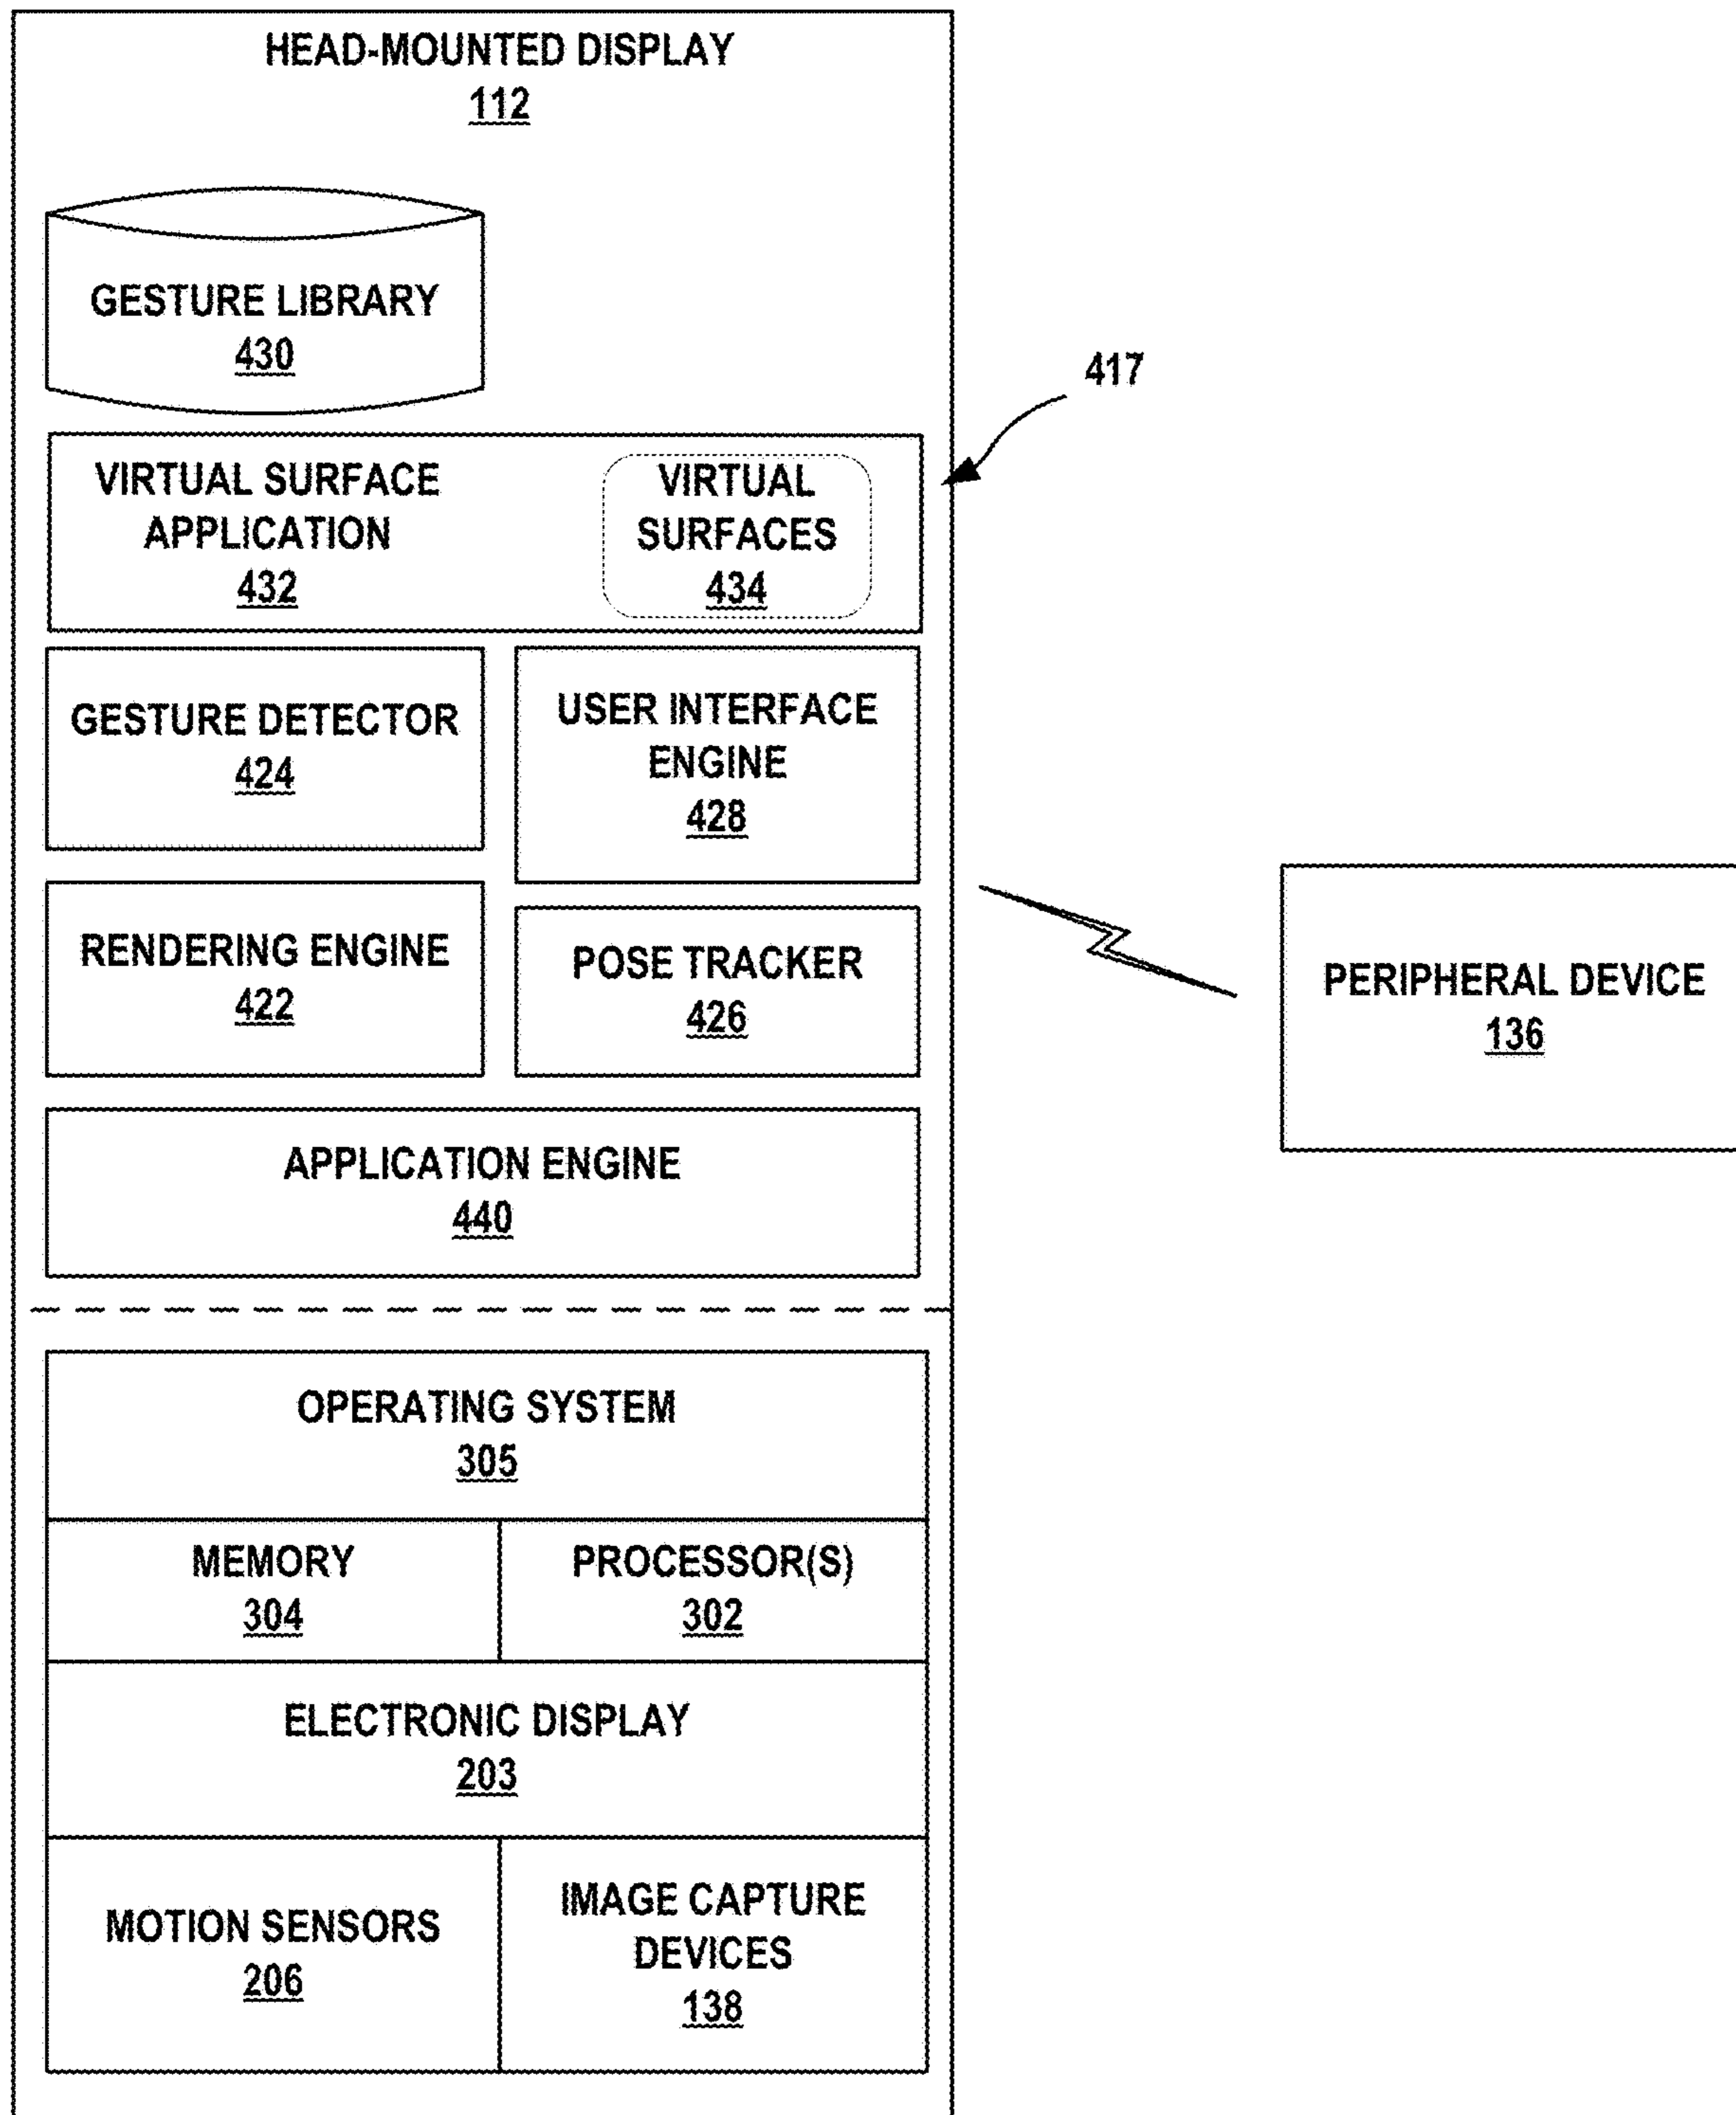 HEAD-MOUNTED DISPLAY
112
GESTURE LIBRARY
430
417
VIRTUAL SURFACE
APPLICATION
432
VIRTUAL
SURFACES
434
GESTURE DETECTOR
424
USER INTERFACE
ENGINE
428
RENDERING ENGINE
422
POSE TRACKER
426
PERIPHERAL DEVICE
136
APPLICATION ENGINE
440
OPERATING SYSTEM
305
MEMORY
304
PROCESSOR(S)
302
ELECTRONIC DISPLAY
203
MOTION SENSORS
206
IMAGE CAPTURE
DEVICES
138